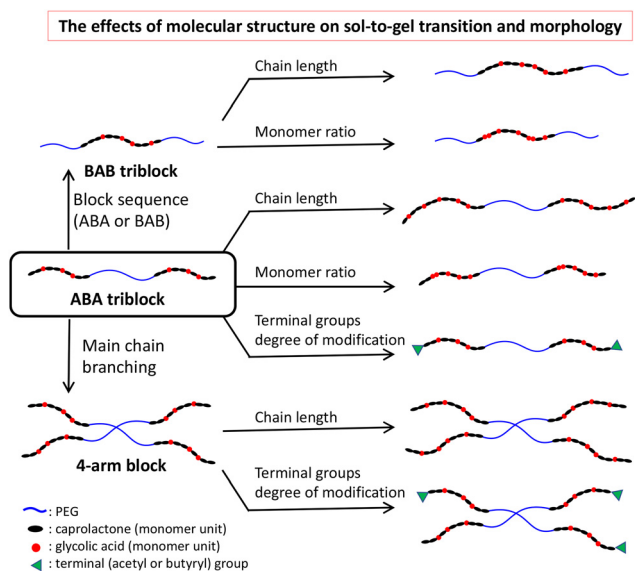 The effects of molecular structure on sol-to-gel transition and morphology
Chain length
Monomer ratio
BAB triblock
Block sequence
(ABA or BAB)
Chain length
Monomer ratio
ABA triblock
Terminal groups
degree of modification
Main chain
branching
Chain length
4-arm block
Terminal groups
degree of modification
: PEG
: caprolactone (monomer unit)
: glycolic acid (monomer unit)
: terminal (acetyl or butyryl) group